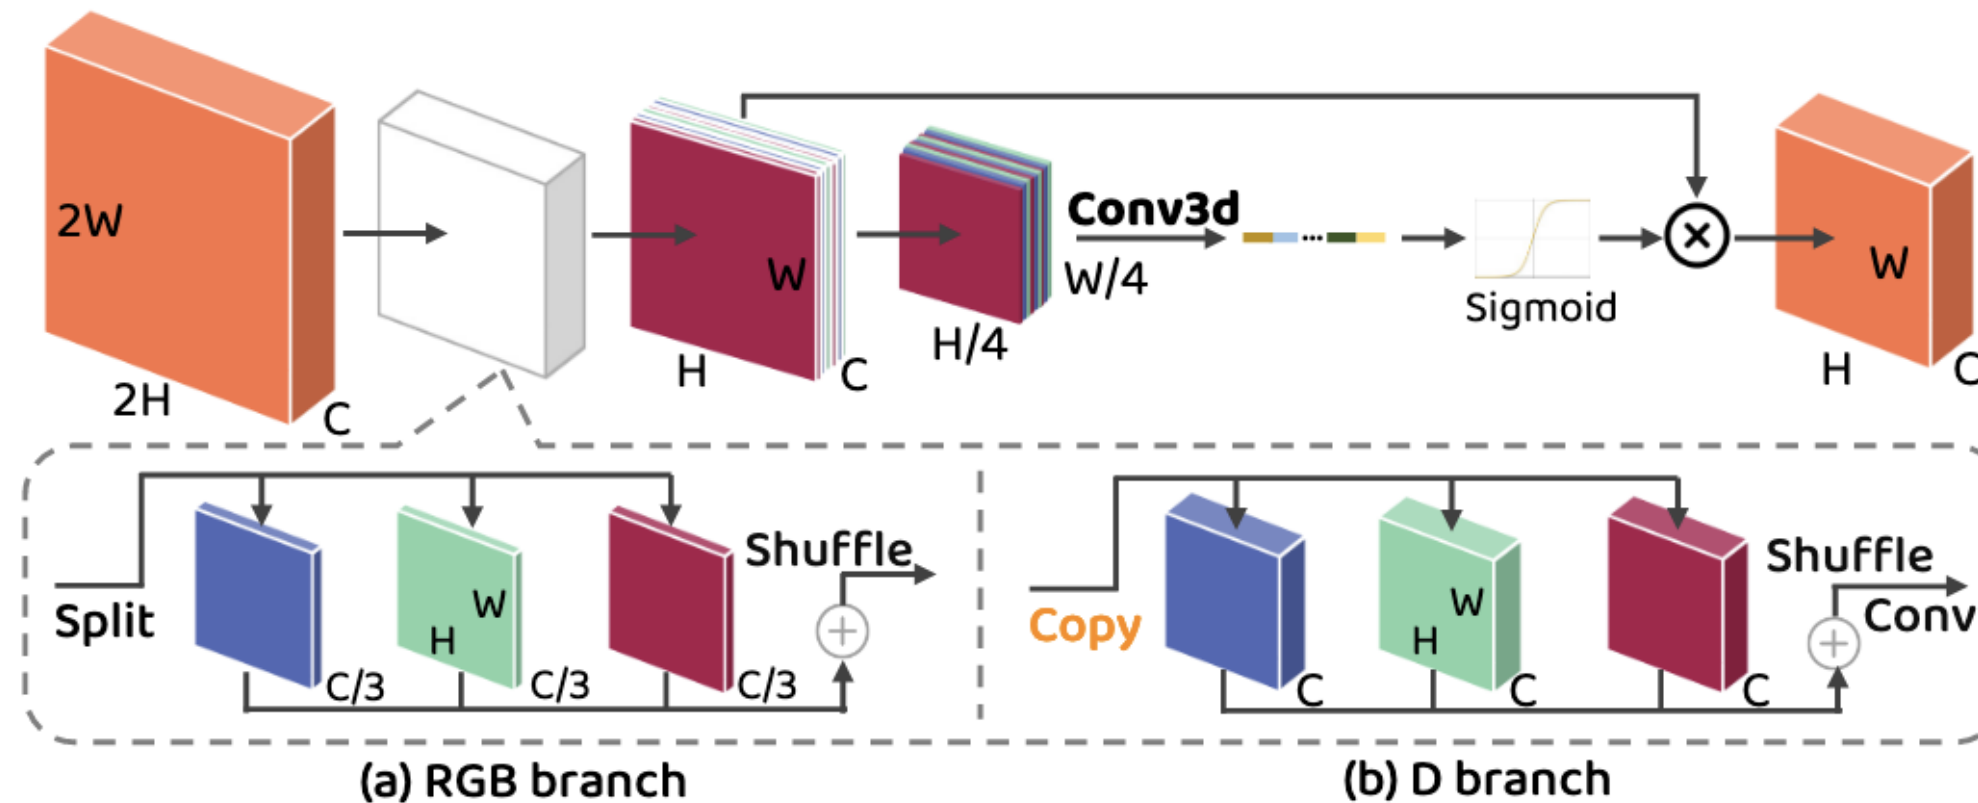 2W
2H
C
W
H
C
H/4
Conv3d
W/4
Sigmoid
W
H
C
Split
C/3
H
W
C/3
C/3
Shuffle
Copy
C
H
W
C
C
Shuffle
Conv
(a) RGB branch
(b) D branch